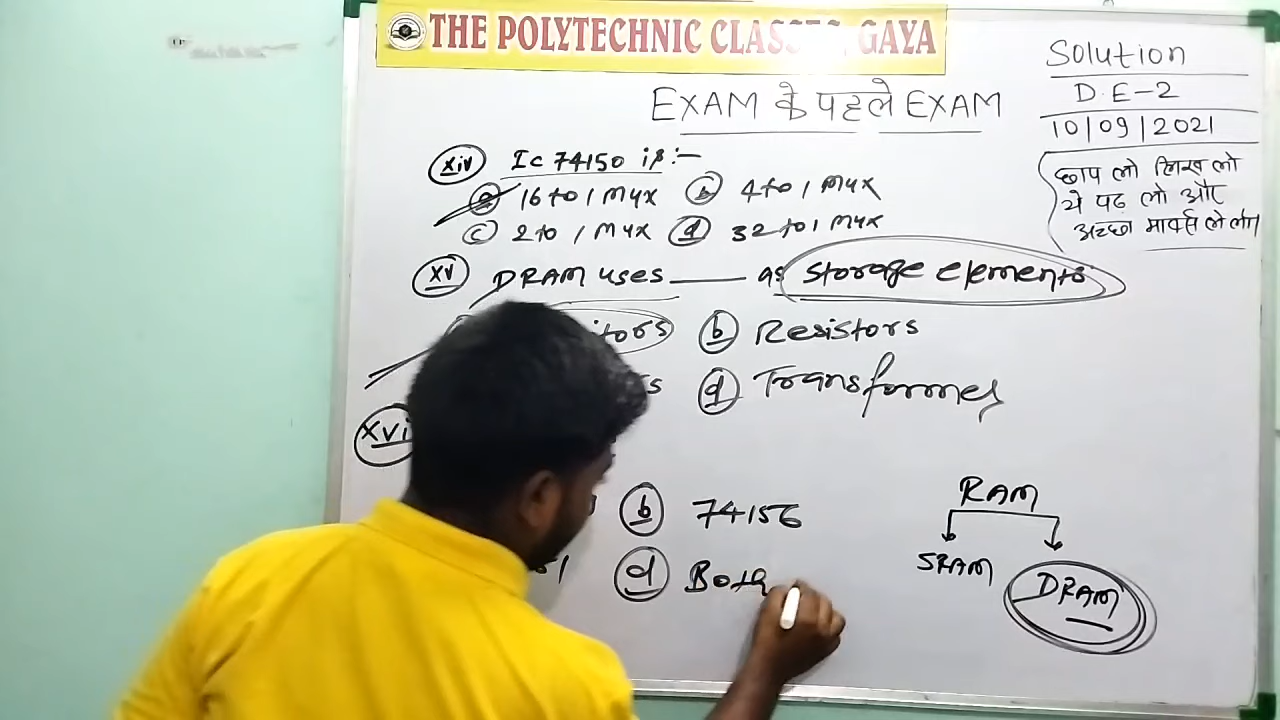 THE POLYTECHNIC CLASSES, GAYA
EXAM के पहले EXAM
Solution
D.E-2
10/09/2021
छाप लो लिख लो
ये पढ़ लो और
अच्छा मार्क्स ले लो
xiv Ic 74150 is:-
a 16 to 1 Mux b 4 to 1 Mux
c 2 to 1 Mux d 32 to 1 Mux
xv DRAM uses ___ as storage elements
itors b Resistors
s d Transformer
xvi
b 74156
d Both
RAM
SRAM DRAM